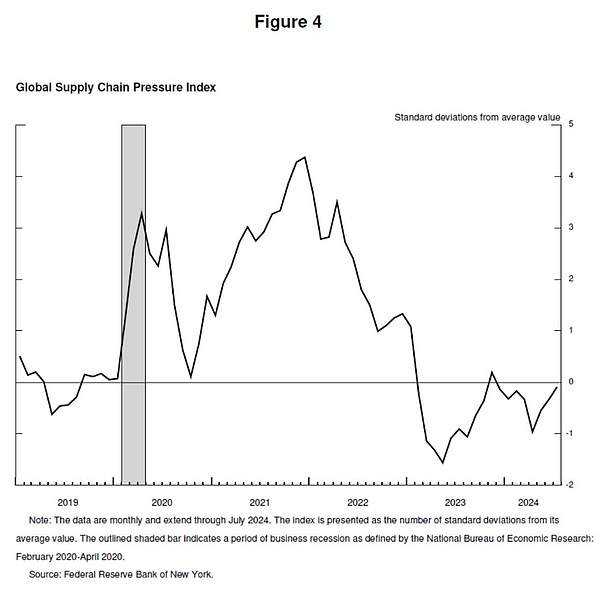 Figure 4
Global Supply Chain Pressure Index
Standard deviations from average value
5
4
3
2
1
0
-1
-2
2019 2020 2021 2022 2023 2024
Note: The data are monthly and extend through July 2024. The index is presented as the number of standard deviations from its
average value. The outlined shaded bar indicates a period of business recession as defined by the National Bureau of Economic Research:
February 2020-April 2020.
Source: Federal Reserve Bank of New York.